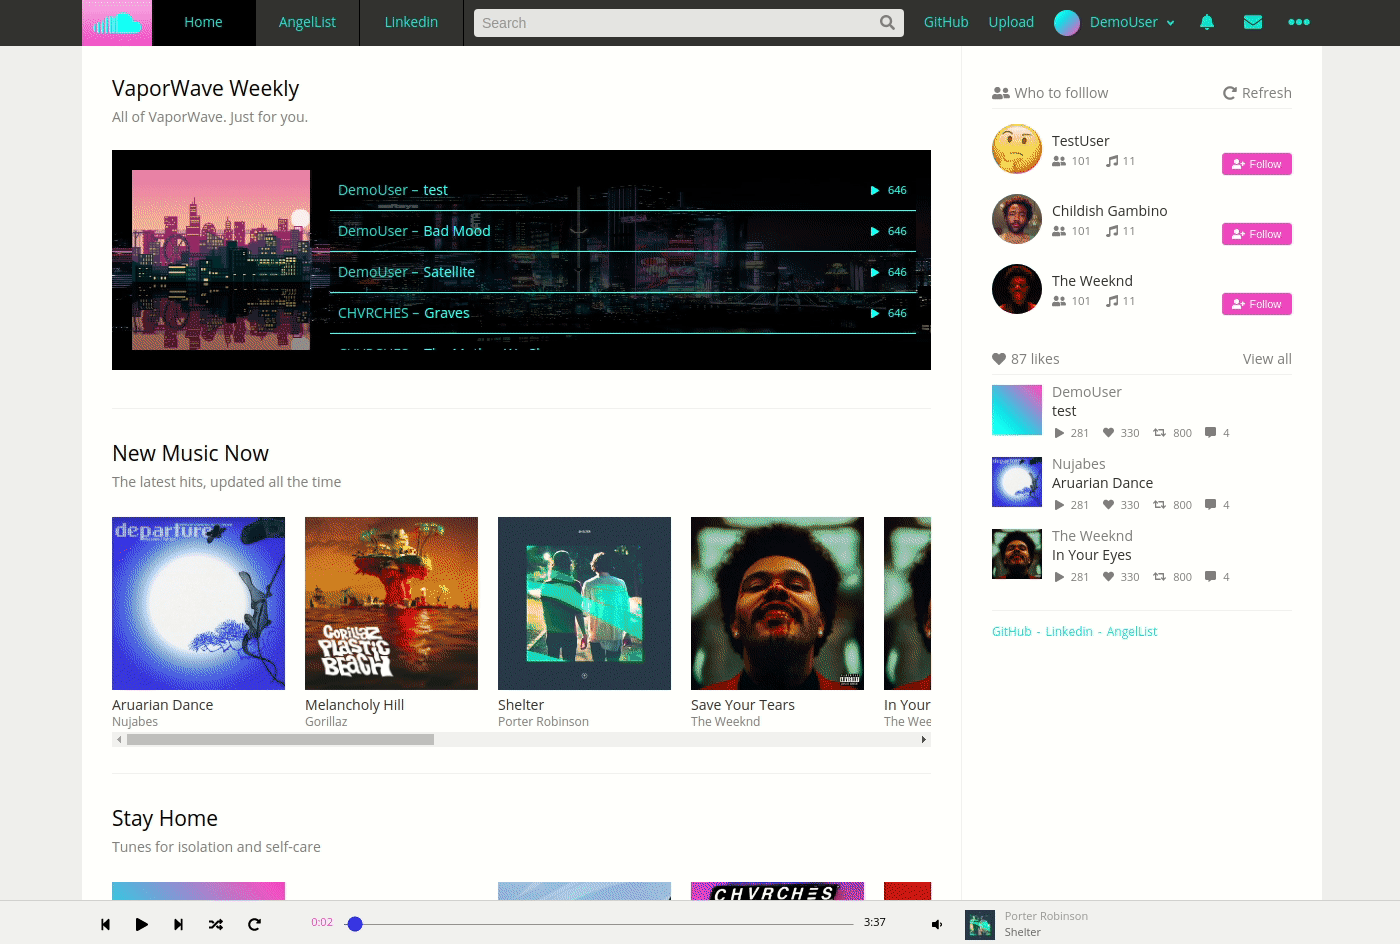 Home AngelList Linkedin Search GitHub Upload DemoUser
VaporWave Weekly
All of VaporWave. Just for you.
DemoUser – test 646
DemoUser – Bad Mood 646
DemoUser – Satellite 646
CHVRCHES – Graves 646
New Music Now
The latest hits, updated all the time
departure
GORILLAZ
PLASTIC
BEACH
Aruarian Dance
Nujabes
Melancholy Hill
Gorillaz
Shelter
Porter Robinson
Save Your Tears
The Weeknd
In Your
The Wee
Stay Home
Tunes for isolation and self-care
CHVRCHES
Who to folllow Refresh
TestUser
101 11
Follow
Childish Gambino
101 11
Follow
The Weeknd
101 11
Follow
87 likes View all
DemoUser
test
281 330 800 4
Nujabes
Aruarian Dance
281 330 800 4
The Weeknd
In Your Eyes
281 330 800 4
GitHub - Linkedin - AngelList
0:02 3:37
Porter Robinson
Shelter